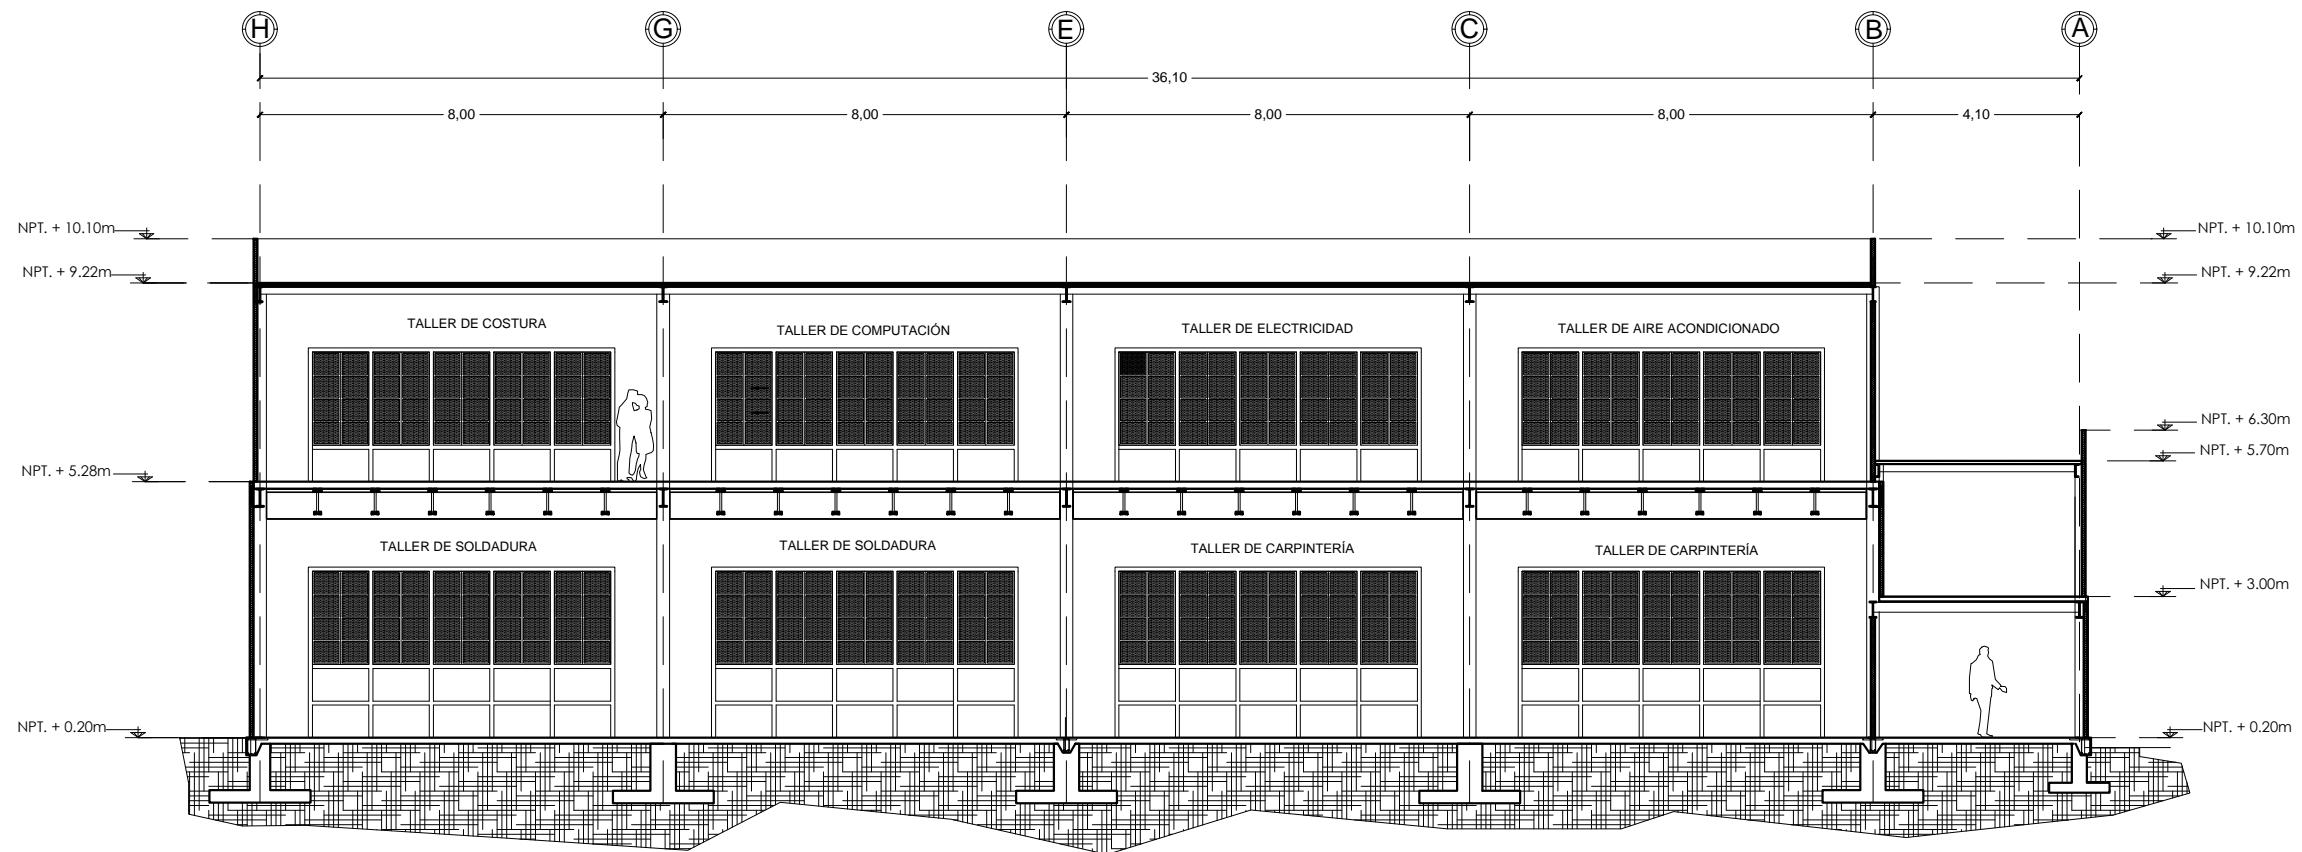 H G E C B A
36,10
8,00 8,00 8,00 8,00 4,10
NPT. + 10.10m NPT. + 10.10m
NPT. + 9.22m NPT. + 9.22m
TALLER DE COSTURA TALLER DE COMPUTACIÓN TALLER DE ELECTRICIDAD TALLER DE AIRE ACONDICIONADO
NPT. + 6.30m
NPT. + 5.70m
NPT. + 5.28m
TALLER DE SOLDADURA TALLER DE SOLDADURA TALLER DE CARPINTERÍA TALLER DE CARPINTERÍA
NPT. + 3.00m
NPT. + 0.20m NPT. + 0.20m